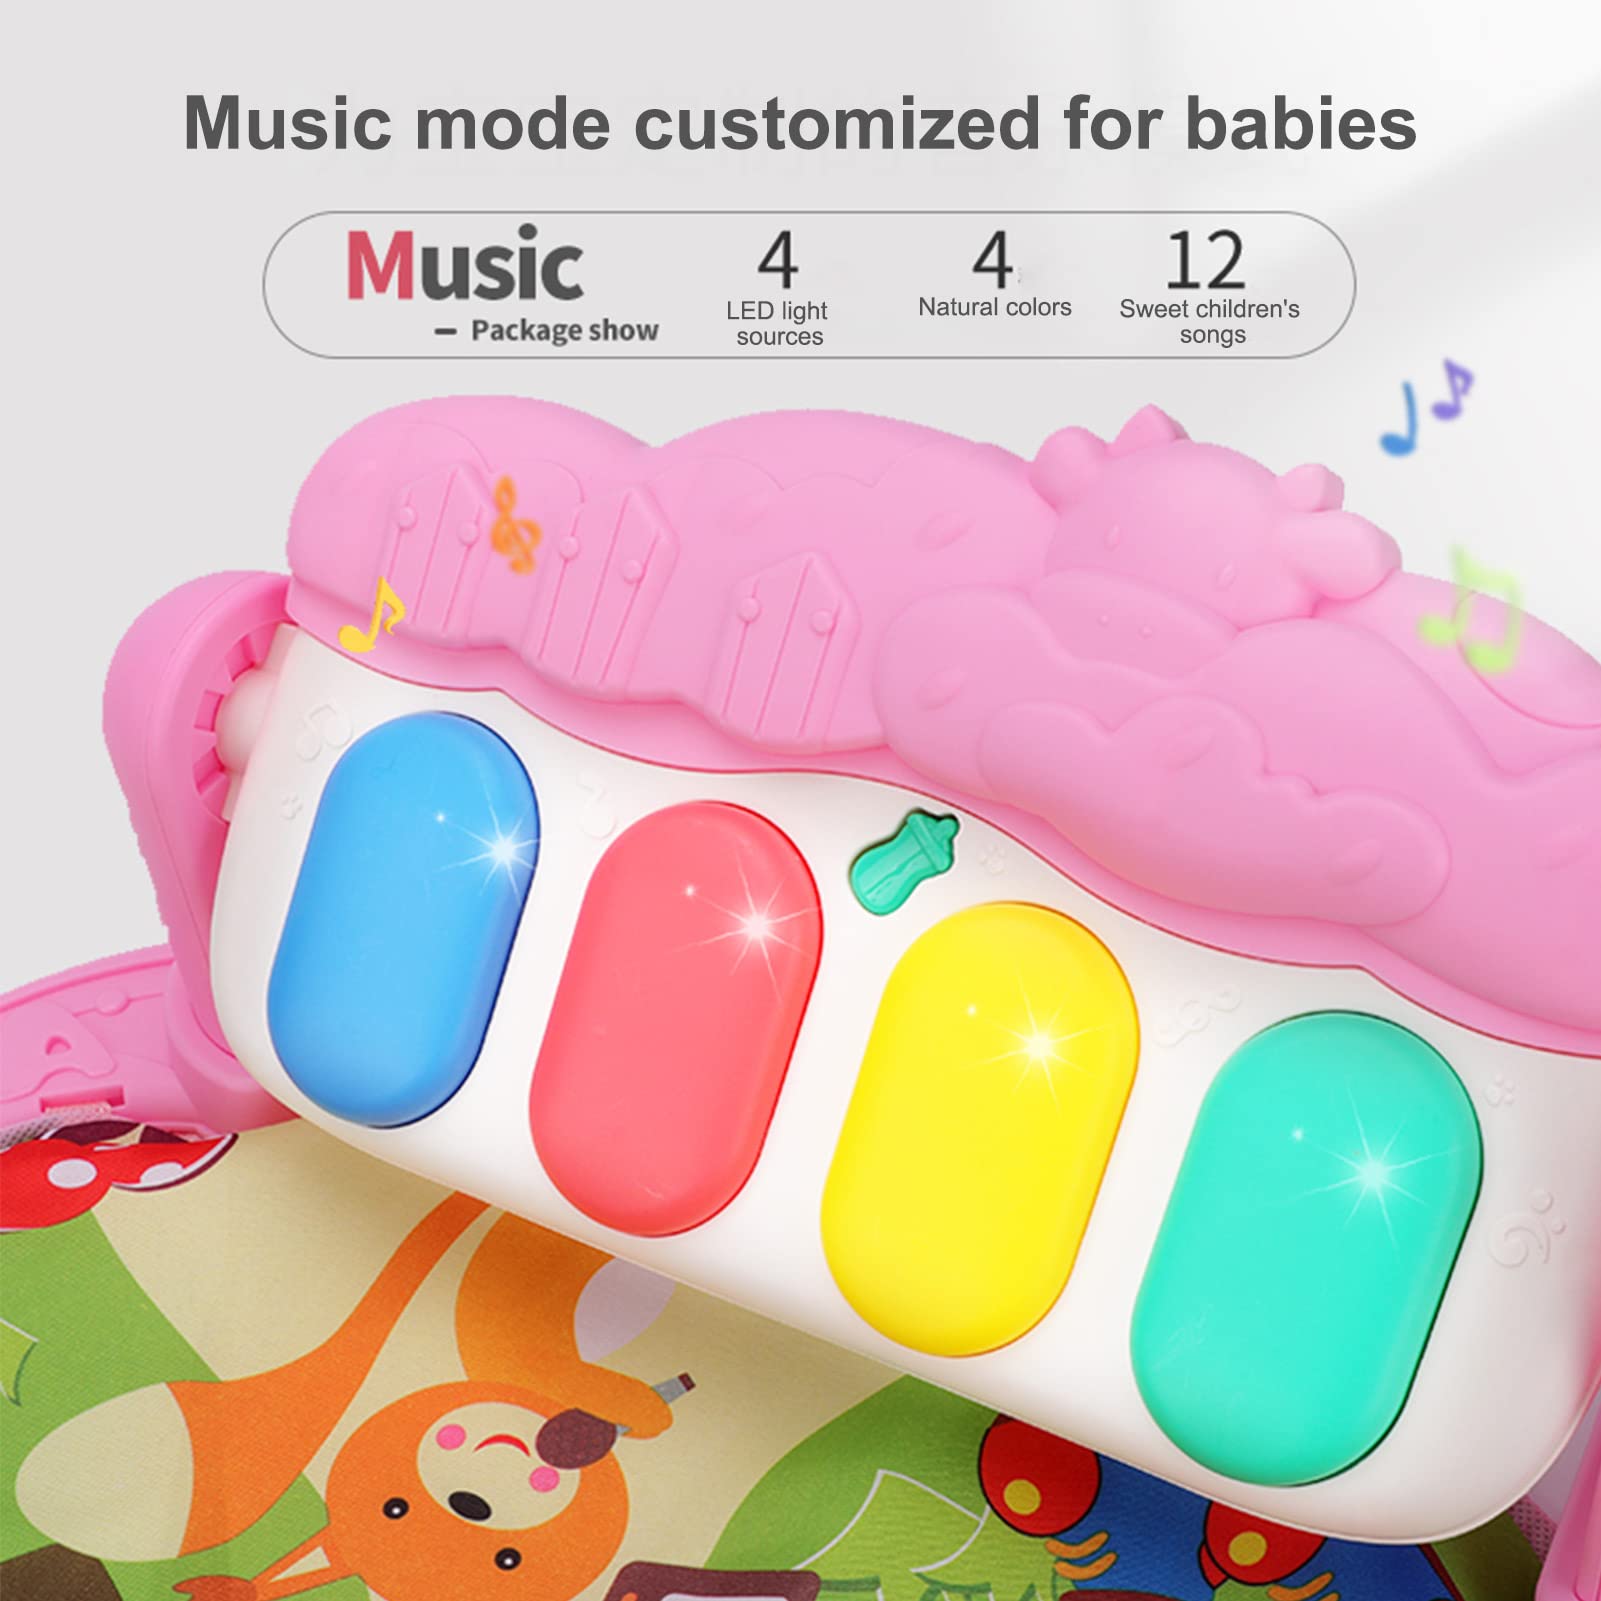 Music mode customized for babies
Music
– Package show
4
LED light
sources
4
Natural colors
12
Sweet children's
songs